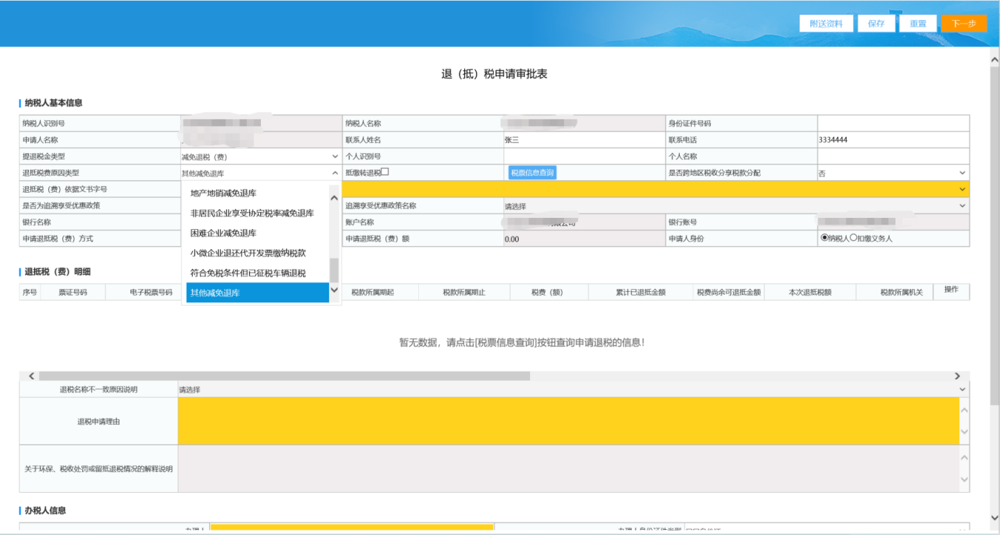 附送资料 保存 重置 下一步
退（抵）税申请审批表
纳税人基本信息
纳税人识别号 纳税人名称 身份证件号码
申请人名称 联系人姓名 张三 联系电话 3334444
提退税金类型 减免退税（费） 个人识别号 个人名称
退抵税费原因类型 其他减免退库 抵缴转退税 税票信息查询 是否跨地区税收分享税款分配 否
退抵税（费）依据文书字号
地产地销减免退库
是否为追溯享受优惠政策 追溯享受优惠政策名称 请选择
非居民企业享受协定税率减免退库
银行名称 账户名称 银行账号
困难企业减免退库
申请退抵税（费）方式 申请退抵税（费）额 0.00 申请人身份 纳税人 扣缴义务人
小微企业退还代开发票缴纳税款
符合免税条件但已征税车辆退税
其他减免退库
退抵税（费）明细
序号 票证号码 电子税票号码 税款所属期起 税款所属期止 税费（额） 累计已退抵金额 税费尚余可退抵金额 本次退抵税额 税款所属机关 操作
暂无数据，请点击[税票信息查询]按钮查询申请退税的信息！
退税名称不一致原因说明 请选择
退税申请理由
关于环保、税收处罚或留抵退税情况的解释说明
办税人信息